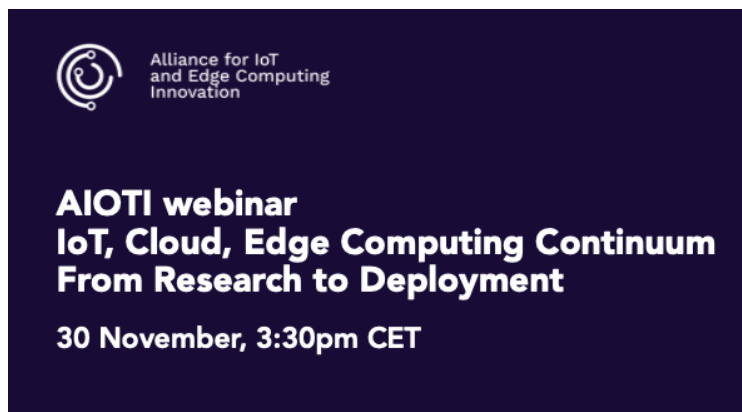 Alliance for IoT
and Edge Computing
Innovation
AIOTI webinar
IoT, Cloud, Edge Computing Continuum
From Research to Deployment
30 November, 3:30pm CET